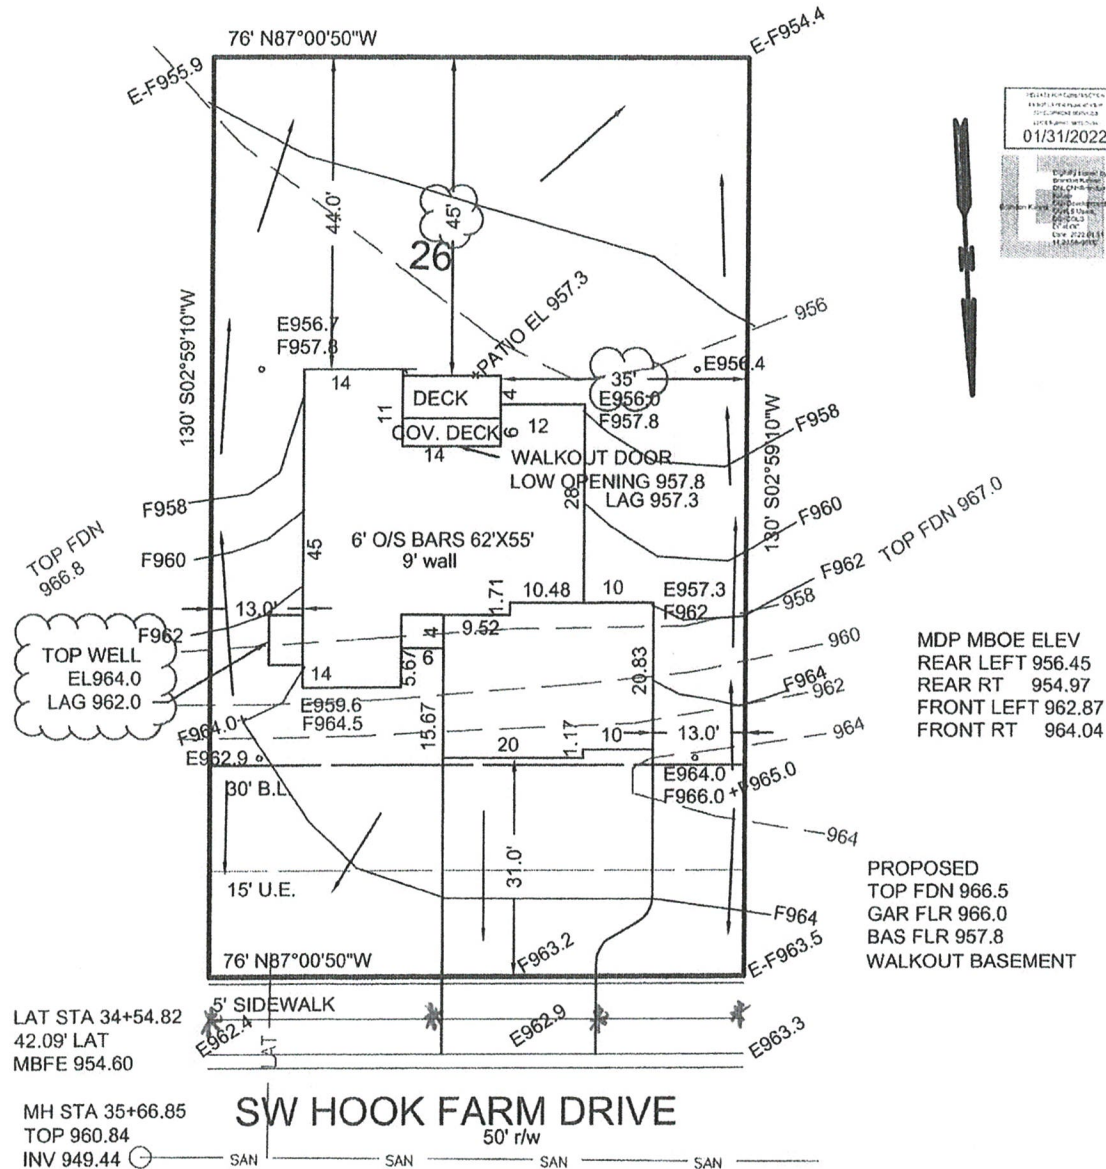 76' N87°00'50"W
E-F954.4
E-F955.9
01/31/2022
44.0'
45'
26
130' S02°59'10"W
PATIO EL 957.3
956
E956.7
F957.8
E956.4
14
35'
E956.0
F957.8
DECK
4
11
COV. DECK
6
12
14
F958
WALKOUT DOOR
LOW OPENING 957.8
LAG 957.3
28
130' S02°59'10"W
F958
F960
F960
TOP FDN
966.8
45
6' O/S BARS 62'X55'
9' wall
TOP FDN 967.0
F962
958
13.0'
1.71
10.48
10
E957.3
F962
F962
9.52
4
6
TOP WELL
EL964.0
LAG 962.0
14
5.67
20.83
960
MDP MBOE ELEV
REAR LEFT 956.45
REAR RT 954.97
FRONT LEFT 962.87
FRONT RT 964.04
F964
962
E959.6
F964.5
F964.0
15.67
20
1.17
10
13.0'
964
E962.9
30' B.L.
E964.0
F966.0
+F965.0
31.0'
964
15' U.E.
PROPOSED
TOP FDN 966.5
GAR FLR 966.0
BAS FLR 957.8
WALKOUT BASEMENT
F964
76' N87°00'50"W
F963.2
E-F963.5
5' SIDEWALK
LAT STA 34+54.82
42.09' LAT
MBFE 954.60
E962.4
LAT
E962.9
E963.3
MH STA 35+66.85
TOP 960.84
INV 949.44
SW HOOK FARM DRIVE
50' r/w
SAN
SAN
SAN
SAN